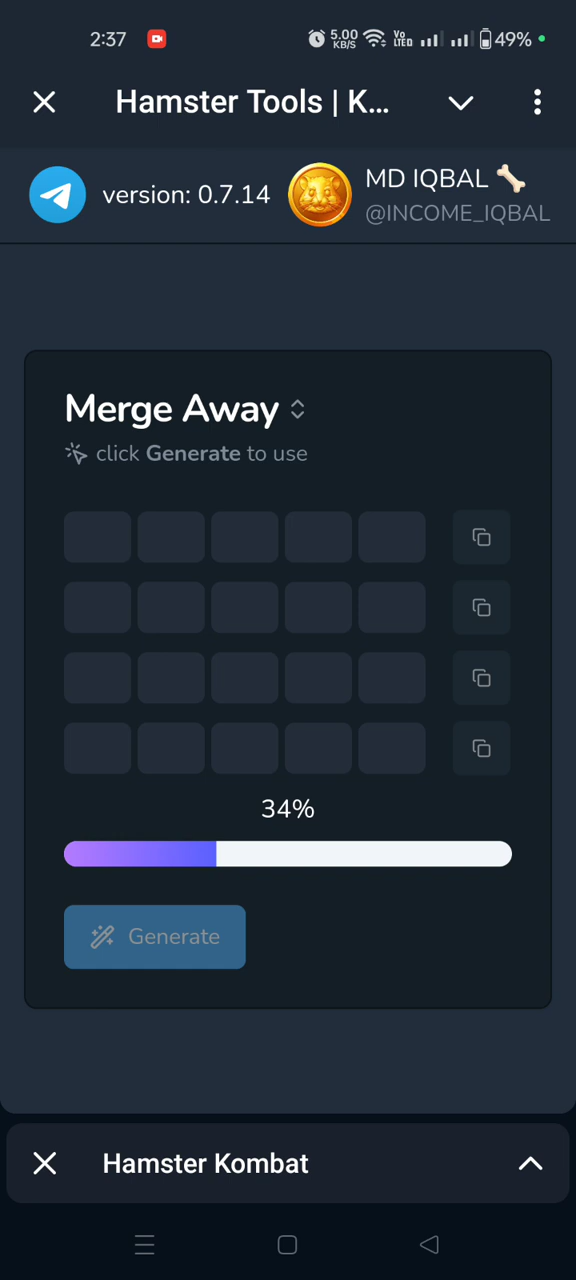 2:37 5.00 KB/S Vo LTED 49%
Hamster Tools | K...
version: 0.7.14 MD IQBAL
@INCOME_IQBAL
Merge Away
click Generate to use
34%
Generate
Hamster Kombat